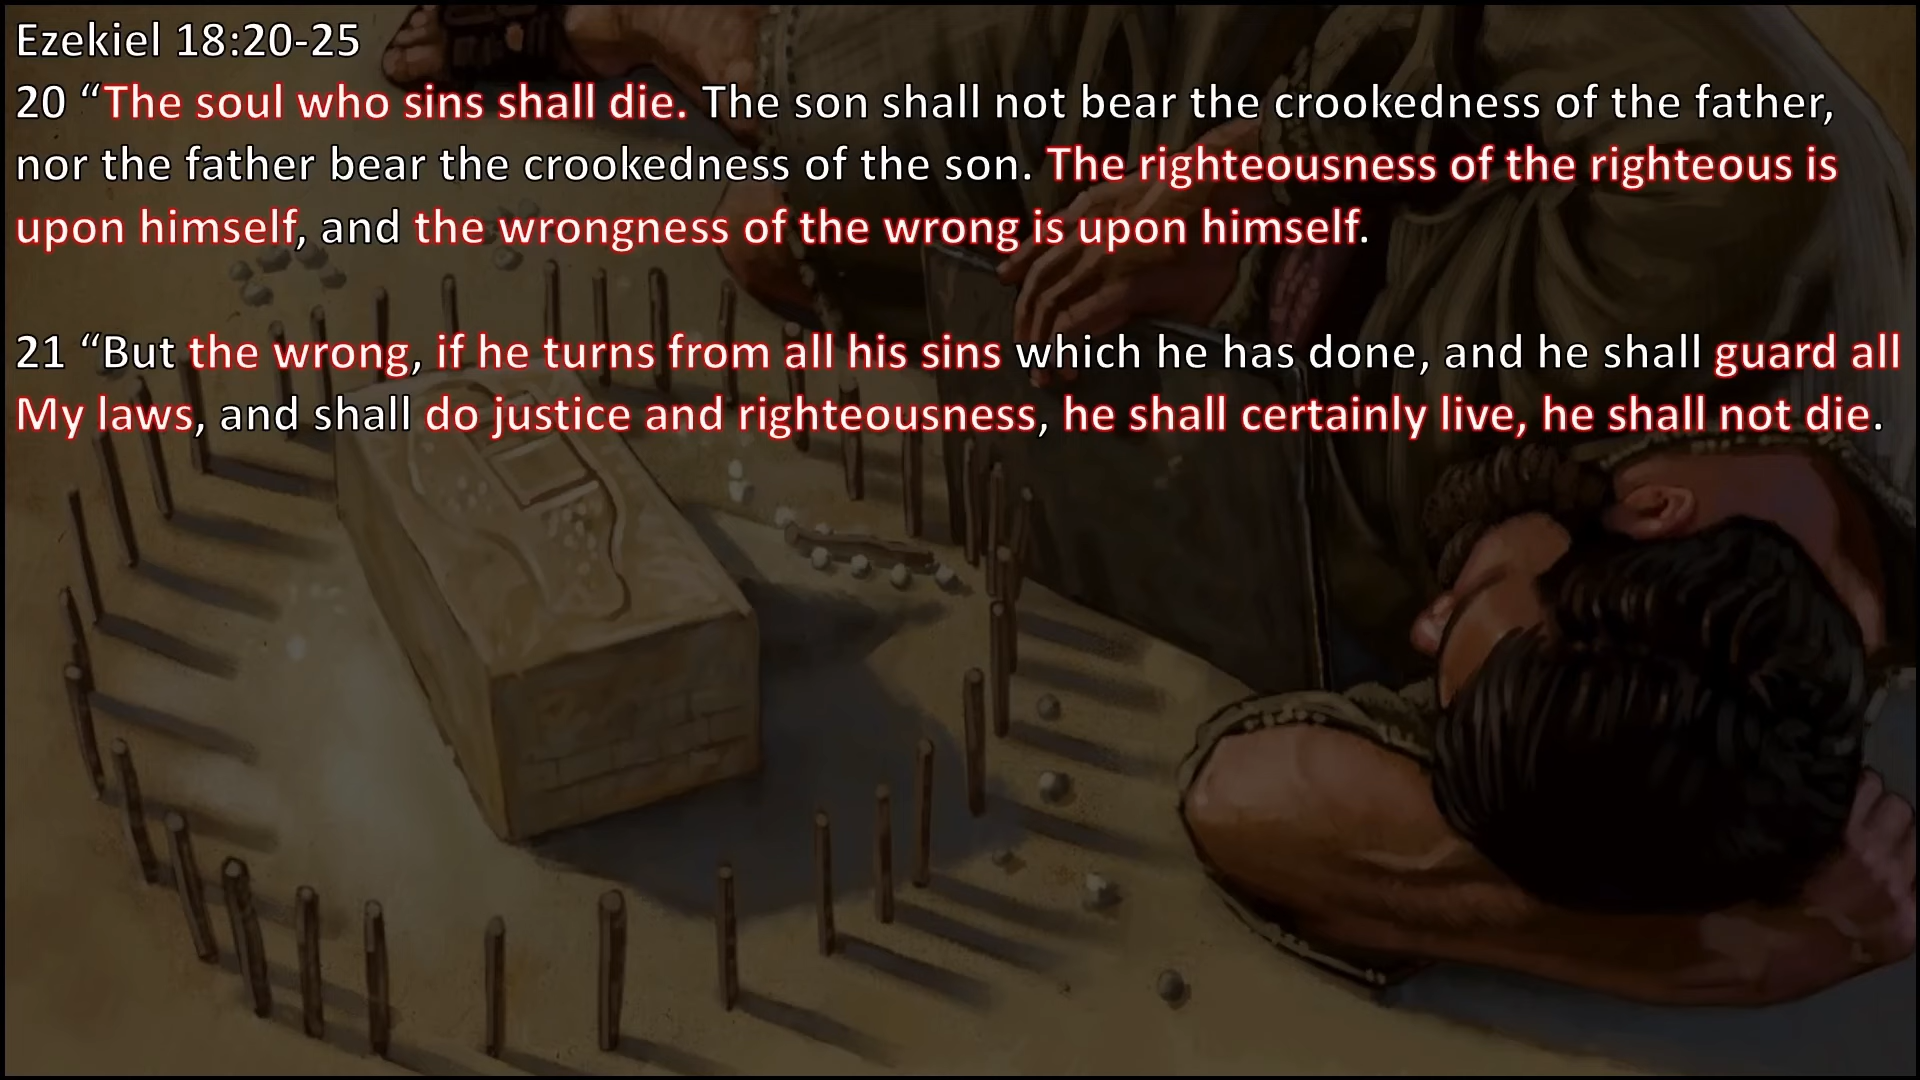 Ezekiel 18:20-25
20 “The soul who sins shall die. The son shall not bear the crookedness of the father,
nor the father bear the crookedness of the son. The righteousness of the righteous is
upon himself, and the wrongness of the wrong is upon himself.
21 “But the wrong, if he turns from all his sins which he has done, and he shall guard all
My laws, and shall do justice and righteousness, he shall certainly live, he shall not die.